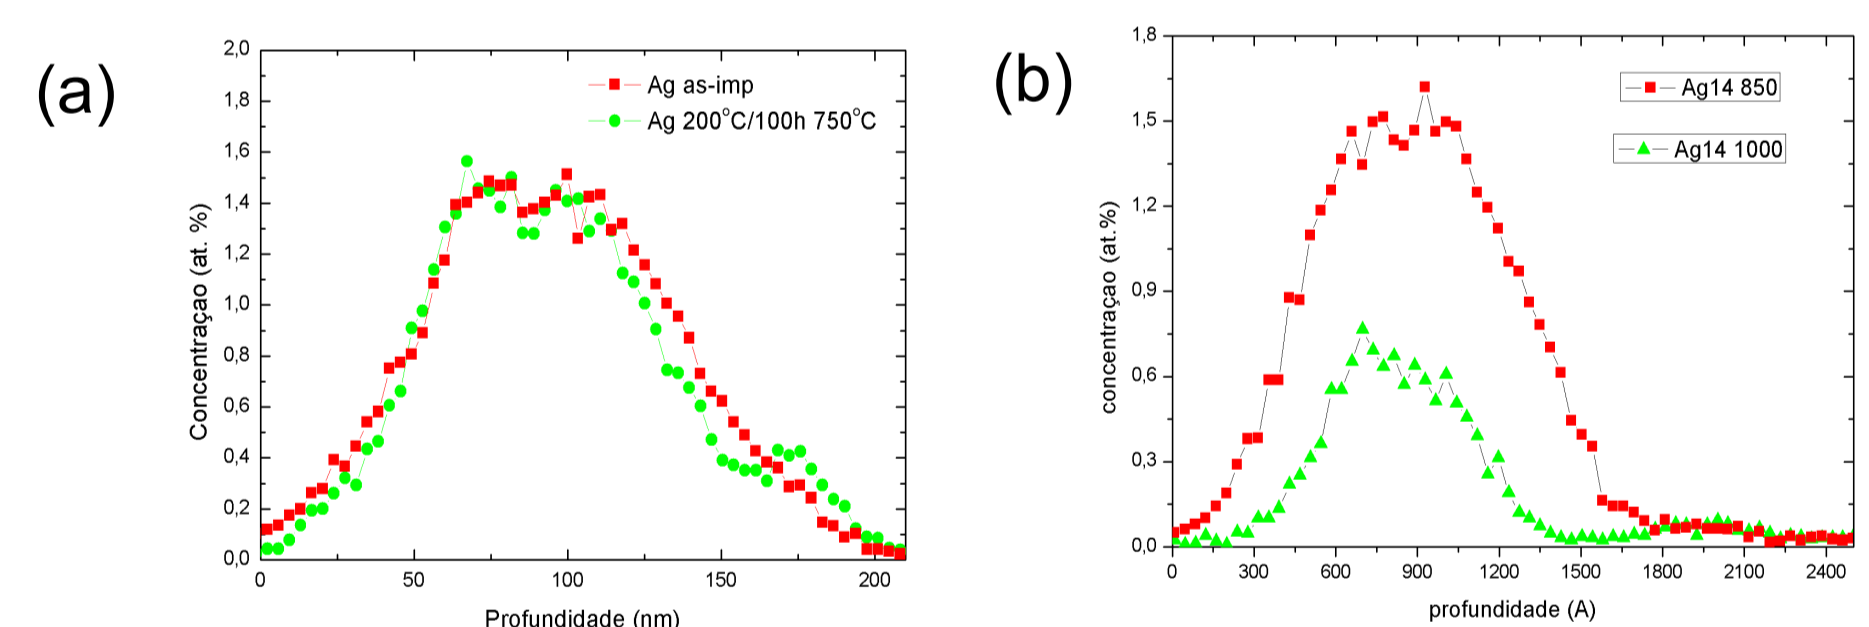 (a)
2,0
1,8
1,6
1,4
1,2
1,0
0,8
0,6
0,4
0,2
0,0
0 50 100 150 200
Concentraçao (at. %)
Profundidade (nm)
Ag as-imp
Ag 200°C/100h 750°C
(b)
1,8
1,5
1,2
0,9
0,6
0,3
0,0
0 300 600 900 1200 1500 1800 2100 2400
concentraçao (at.%)
profundidade (A)
Ag14 850
Ag14 1000